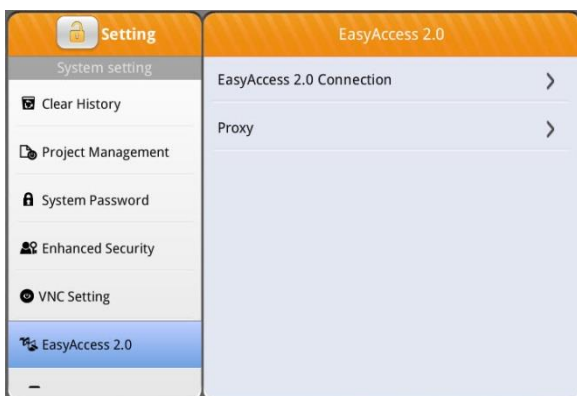 Setting
System setting
Clear History
Project Management
System Password
Enhanced Security
VNC Setting
EasyAccess 2.0
EasyAccess 2.0
EasyAccess 2.0 Connection
Proxy